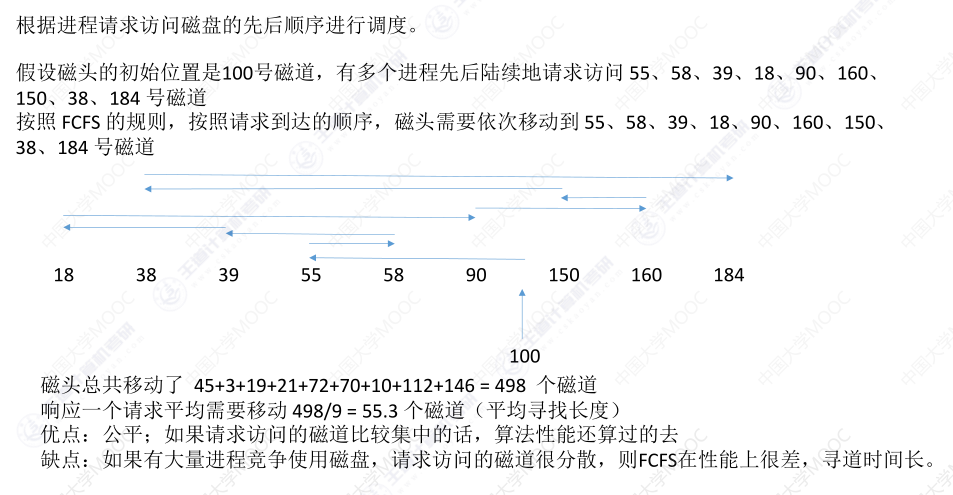 根据进程请求访问磁盘的先后顺序进行调度。
假设磁头的初始位置是100号磁道，有多个进程先后陆续地请求访问 55、58、39、18、90、160、
150、38、184 号磁道
按照 FCFS 的规则，按照请求到达的顺序，磁头需要依次移动到 55、58、39、18、90、160、150、
38、184 号磁道
18 38 39 55 58 90 150 160 184
100
磁头总共移动了 45+3+19+21+72+70+10+112+146 = 498 个磁道
响应一个请求平均需要移动 498/9 = 55.3 个磁道（平均寻找长度）
优点：公平；如果请求访问的磁道比较集中的话，算法性能还算过的去
缺点：如果有大量进程竞争使用磁盘，请求访问的磁道很分散，则FCFS在性能上很差，寻道时间长。